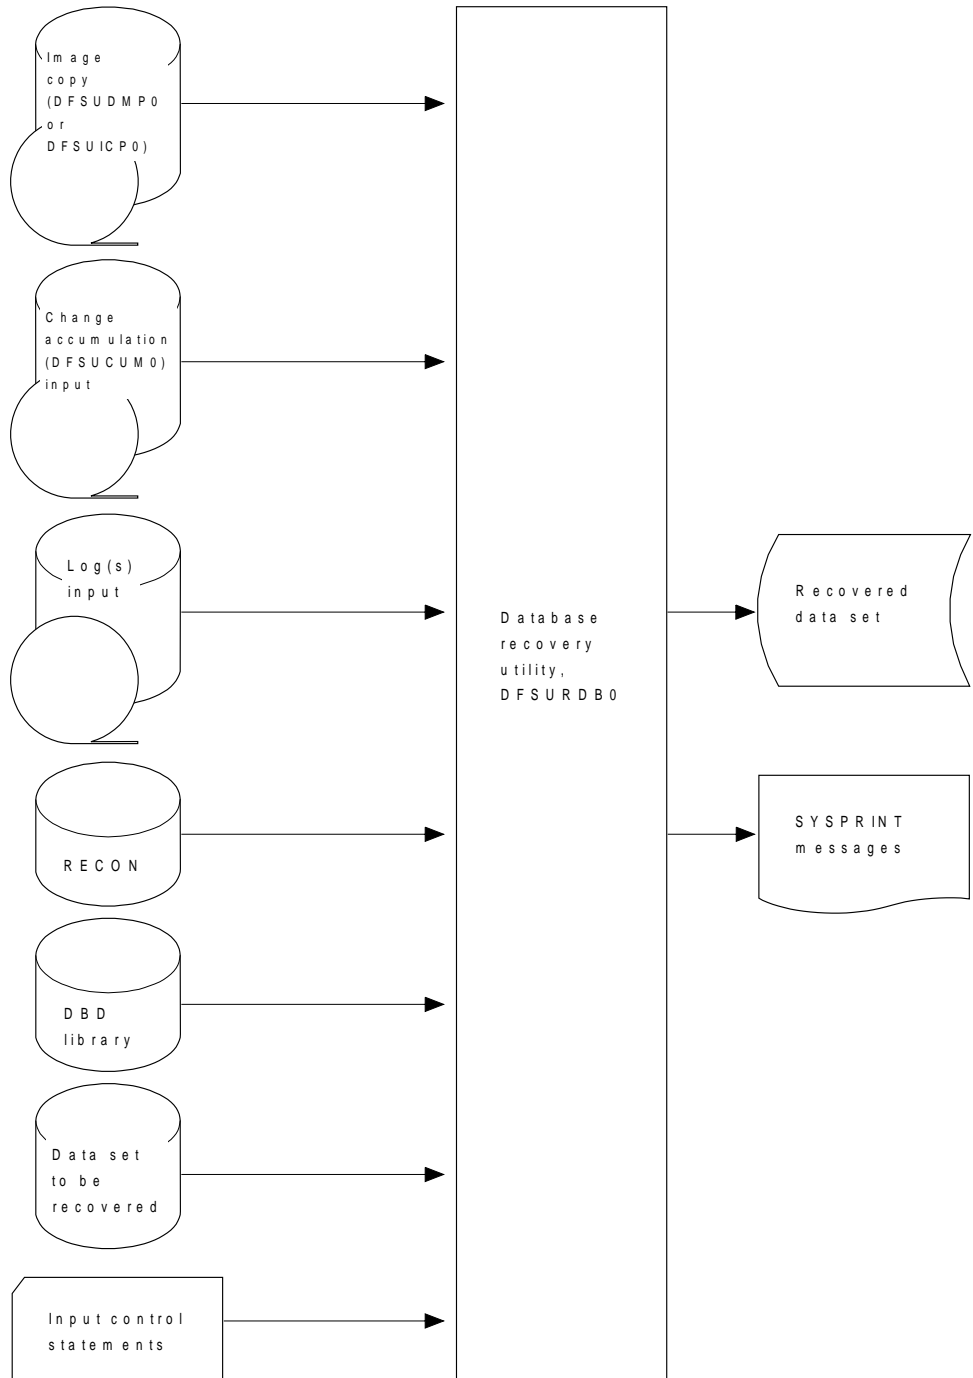 Image
copy
(DFSUDMP0
or
DFSUICP0)
Change
accumulation
(DFSUCUM0)
input
Log(s)
input
RECON
DBD
library
Data set
to be
recovered
Input control
statements
Database
recovery
utility,
DFSURDB0
Recovered
data set
SYSPRINT
messages